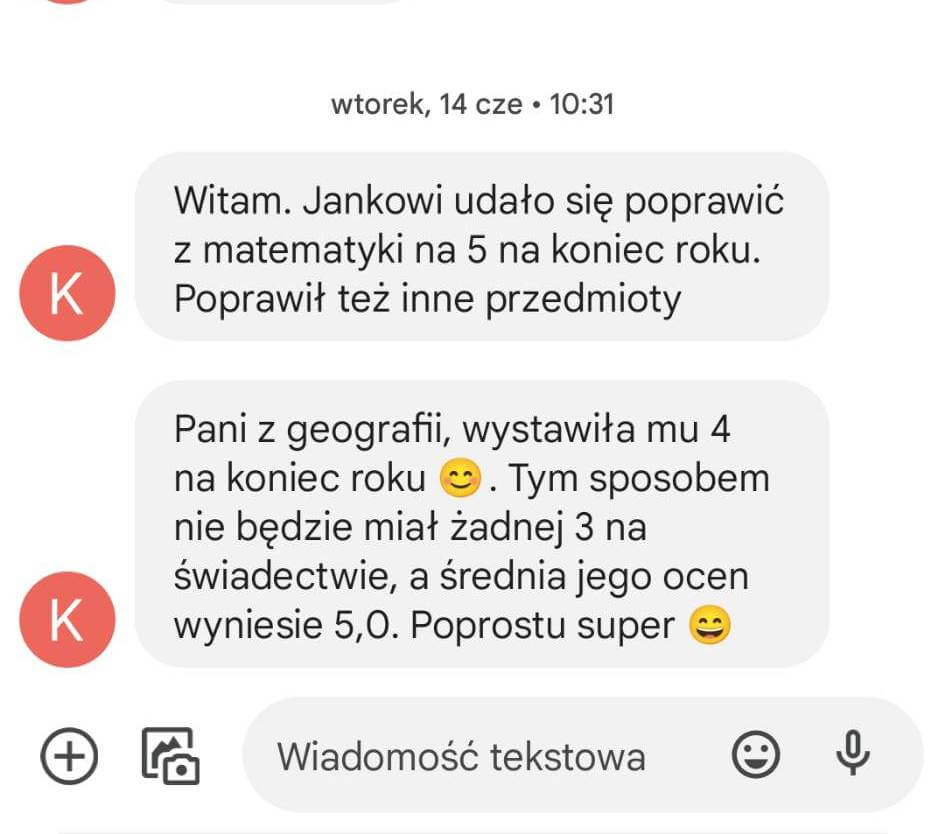 wtorek, 14 cze • 10:31
Witam. Jankowi udało się poprawić
z matematyki na 5 na koniec roku.
Poprawił też inne przedmioty
K
Pani z geografii, wystawiła mu 4
na koniec roku 😊. Tym sposobem
nie będzie miał żadnej 3 na
świadectwie, a średnia jego ocen
wyniesie 5,0. Poprostu super 😄
K
Wiadomość tekstowa